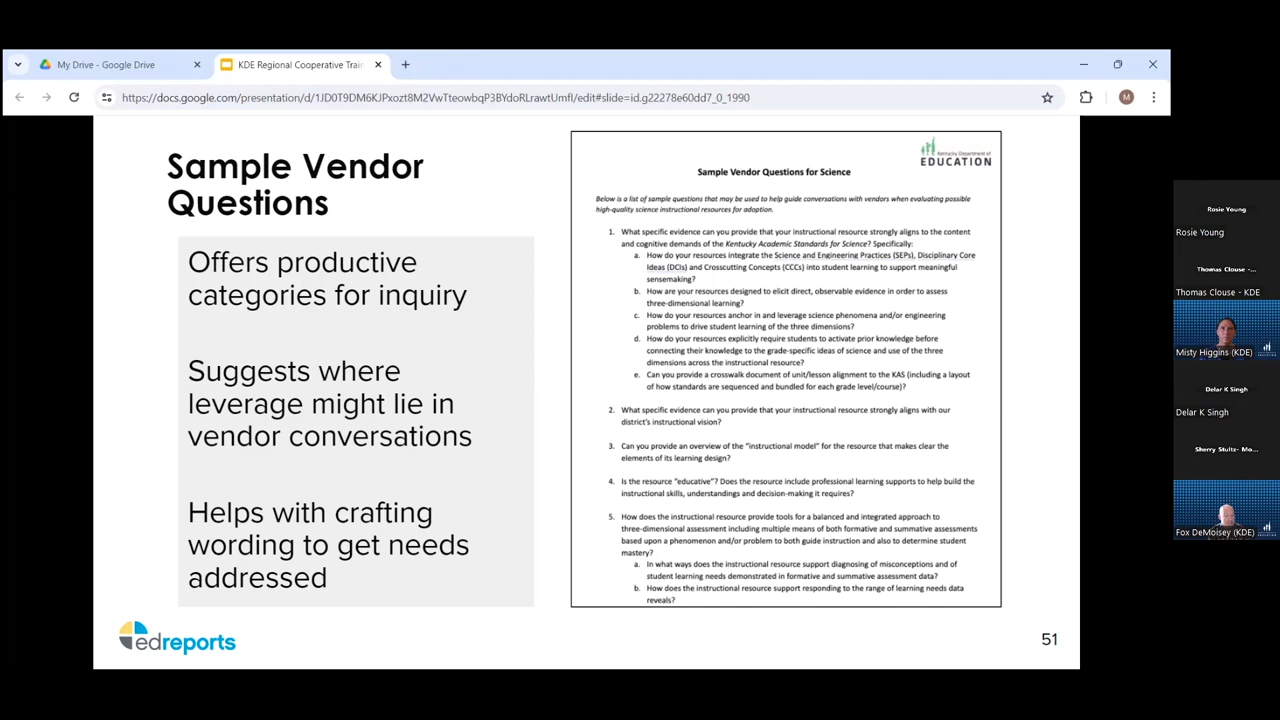 My Drive - Google Drive
KDE Regional Cooperative Train
https://docs.google.com/presentation/d/1JD0T9DM6KJPxozt8M2VwTteowbqP3BYdoRLrawtUmfI/edit#slide=id.g22278e60dd7_0_1990
M
Sample Vendor
Questions
Offers productive
categories for inquiry
Suggests where
leverage might lie in
vendor conversations
Helps with crafting
wording to get needs
addressed
edreports
51
Kentucky Department of
EDUCATION
Sample Vendor Questions for Science
Below is a list of sample questions that may be used to help guide conversations with vendors when evaluating possible
high-quality science instructional resources for adoption.
1. What specific evidence can you provide that your instructional resource strongly aligns to the content
and cognitive demands of the Kentucky Academic Standards for Science? Specifically:
a. How do your resources integrate the Science and Engineering Practices (SEPs), Disciplinary Core
Ideas (DCIs) and Crosscutting Concepts (CCCs) into student learning to support meaningful
sensemaking?
b. How are your resources designed to elicit direct, observable evidence in order to assess
three-dimensional learning?
c. How do your resources anchor in and leverage science phenomena and/or engineering
problems to drive student learning of the three dimensions?
d. How do your resources explicitly require students to activate prior knowledge before
connecting their knowledge to the grade-specific ideas of science and use of the three
dimensions across the instructional resource?
e. Can you provide a crosswalk document of unit/lesson alignment to the KAS (including a layout
of how standards are sequenced and bundled for each grade level/course)?
2. What specific evidence can you provide that your instructional resource strongly aligns with our
district's instructional vision?
3. Can you provide an overview of the "instructional model" for the resource that makes clear the
elements of its learning design?
4. Is the resource "educative"? Does the resource include professional learning supports to help build the
instructional skills, understandings and decision-making it requires?
5. How does the instructional resource provide tools for a balanced and integrated approach to
three-dimensional assessment including multiple means of both formative and summative assessments
based upon a phenomenon and/or problem to both guide instruction and also to determine student
mastery?
a. In what ways does the instructional resource support diagnosing of misconceptions and of
student learning needs demonstrated in formative and summative assessment data?
b. How does the instructional resource support responding to the range of learning needs data
reveals?
Rosie Young
Rosie Young
Thomas Clouse -...
Thomas Clouse - KDE
Misty Higgins (KDE)
Delar K Singh
Delar K Singh
Sherry Stultz- Mo...
Fox DeMoisey (KDE)